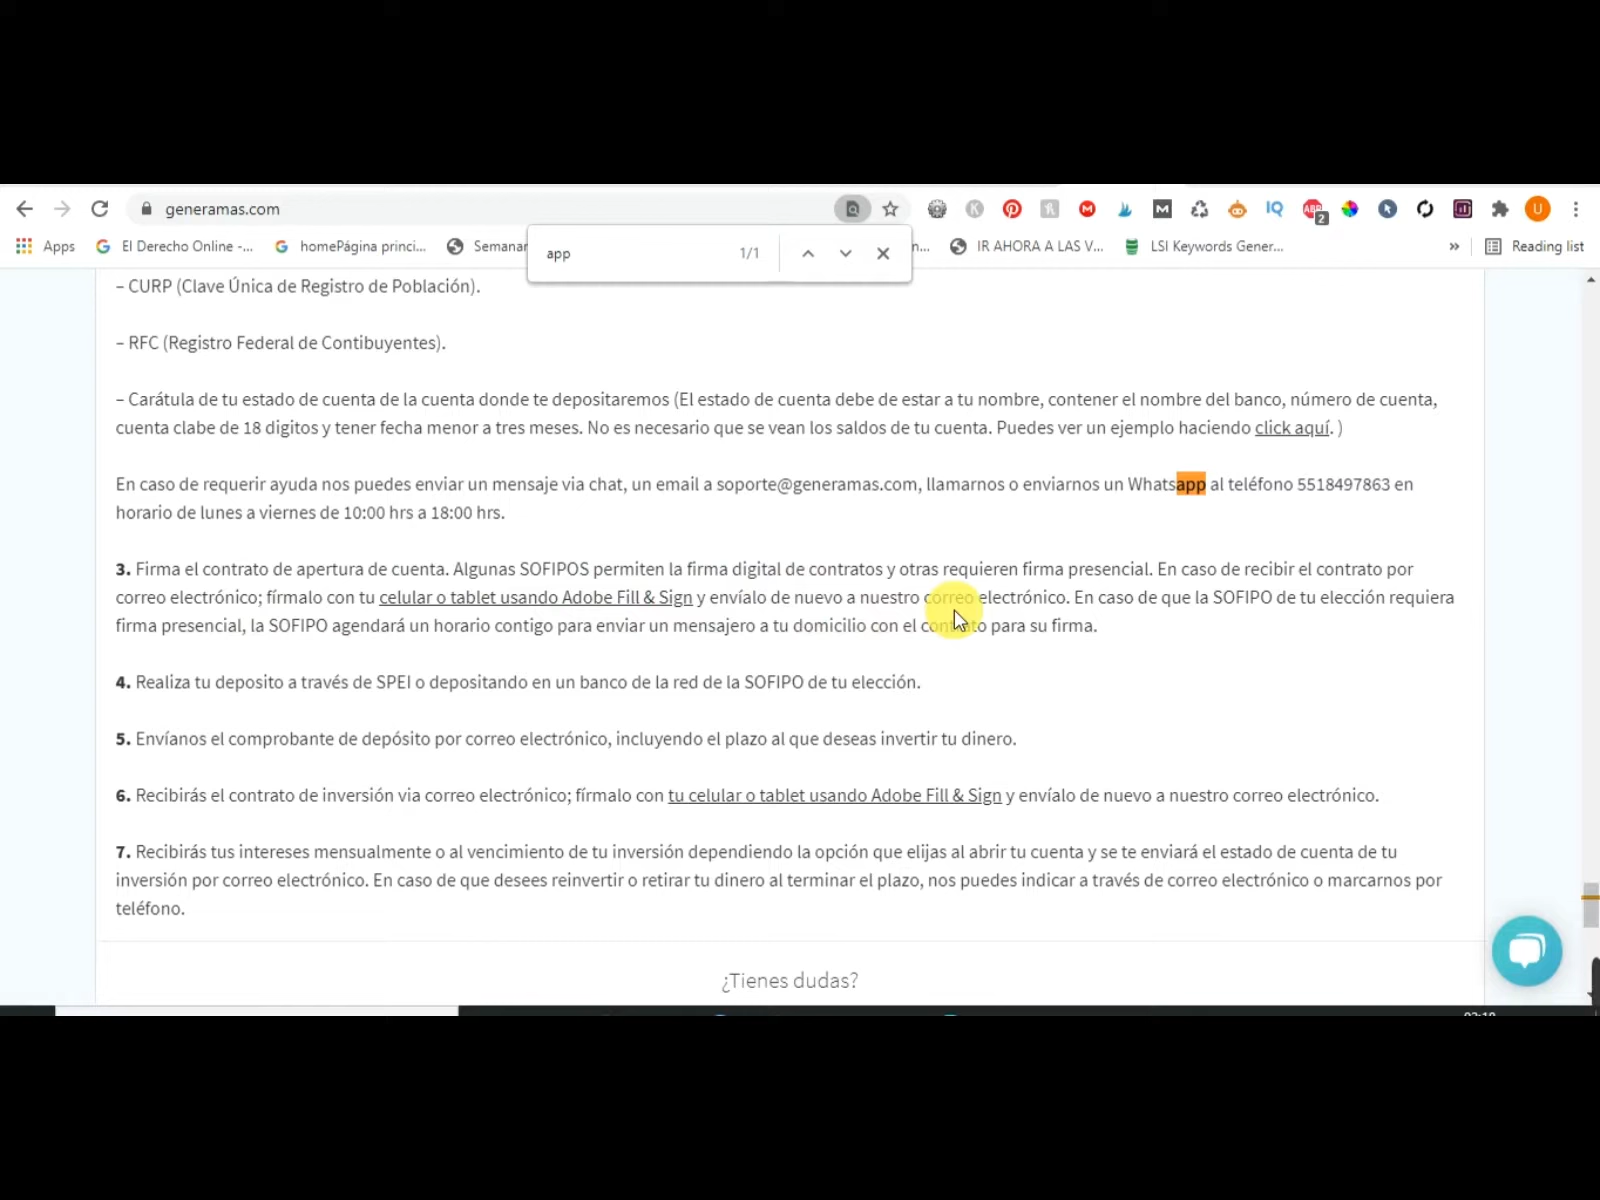 generamas.com
Apps
El Derecho Online -...
homePágina princi...
Semanar
n...
IR AHORA A LAS V...
LSI Keywords Gener...
»
Reading list
app
1/1
K
M
M
IQ
ABP
2
U
– CURP (Clave Única de Registro de Población).
– RFC (Registro Federal de Contibuyentes).
– Carátula de tu estado de cuenta de la cuenta donde te depositaremos (El estado de cuenta debe de estar a tu nombre, contener el nombre del banco, número de cuenta,
cuenta clabe de 18 digitos y tener fecha menor a tres meses. No es necesario que se vean los saldos de tu cuenta. Puedes ver un ejemplo haciendo click aquí. )
En caso de requerir ayuda nos puedes enviar un mensaje via chat, un email a soporte@generamas.com, llamarnos o enviarnos un Whatsapp al teléfono 5518497863 en
horario de lunes a viernes de 10:00 hrs a 18:00 hrs.
3. Firma el contrato de apertura de cuenta. Algunas SOFIPOS permiten la firma digital de contratos y otras requieren firma presencial. En caso de recibir el contrato por
correo electrónico; fírmalo con tu celular o tablet usando Adobe Fill & Sign y envíalo de nuevo a nuestro correo electrónico. En caso de que la SOFIPO de tu elección requiera
firma presencial, la SOFIPO agendará un horario contigo para enviar un mensajero a tu domicilio con el contrato para su firma.
4. Realiza tu deposito a través de SPEI o depositando en un banco de la red de la SOFIPO de tu elección.
5. Envíanos el comprobante de depósito por correo electrónico, incluyendo el plazo al que deseas invertir tu dinero.
6. Recibirás el contrato de inversión via correo electrónico; fírmalo con tu celular o tablet usando Adobe Fill & Sign y envíalo de nuevo a nuestro correo electrónico.
7. Recibirás tus intereses mensualmente o al vencimiento de tu inversión dependiendo la opción que elijas al abrir tu cuenta y se te enviará el estado de cuenta de tu
inversión por correo electrónico. En caso de que desees reinvertir o retirar tu dinero al terminar el plazo, nos puedes indicar a través de correo electrónico o marcarnos por
teléfono.
¿Tienes dudas?